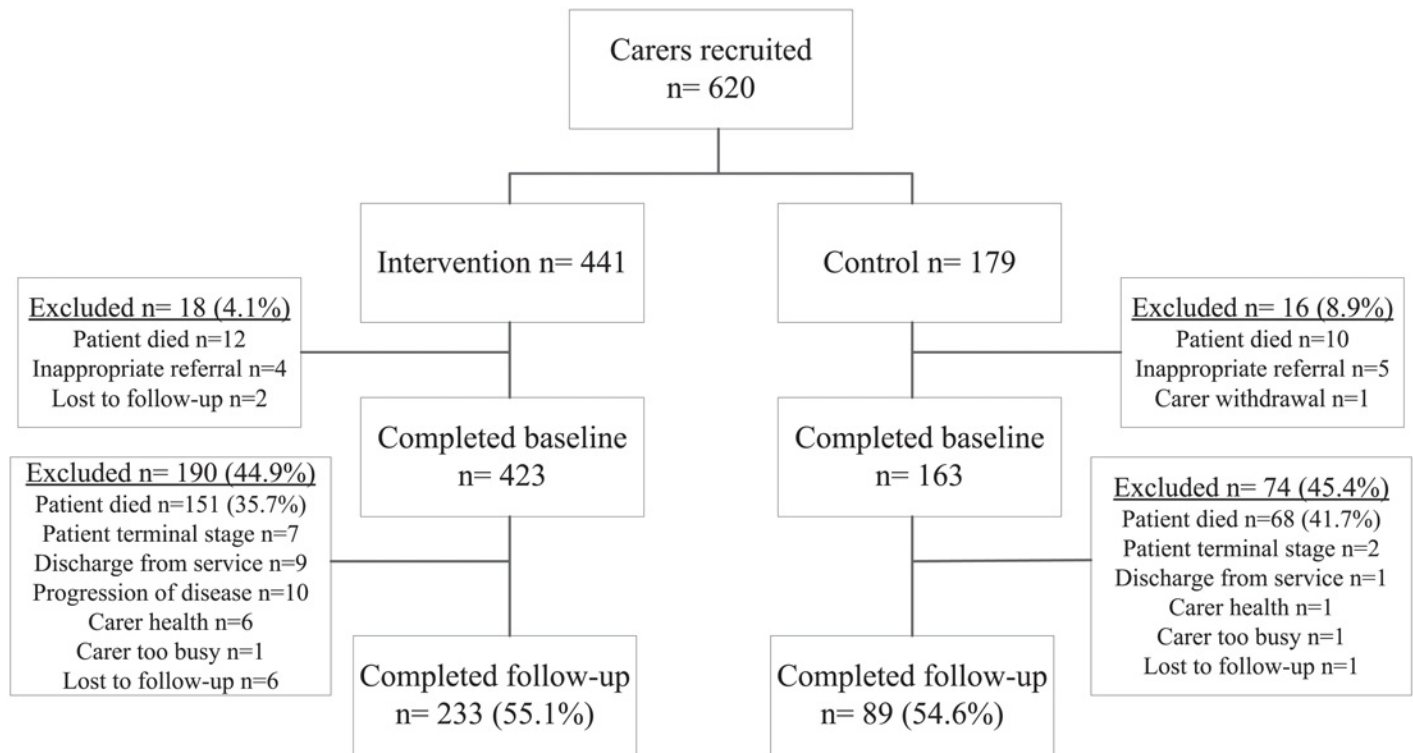 Carers recruited
n= 620
Intervention n= 441
Control n= 179
Excluded n= 18 (4.1%)
Patient died n=12
Inappropriate referral n=4
Lost to follow-up n=2
Excluded n= 16 (8.9%)
Patient died n=10
Inappropriate referral n=5
Carer withdrawal n=1
Completed baseline
n= 423
Completed baseline
n= 163
Excluded n= 190 (44.9%)
Patient died n=151 (35.7%)
Patient terminal stage n=7
Discharge from service n=9
Progression of disease n=10
Carer health n=6
Carer too busy n=1
Lost to follow-up n=6
Excluded n= 74 (45.4%)
Patient died n=68 (41.7%)
Patient terminal stage n=2
Discharge from service n=1
Carer health n=1
Carer too busy n=1
Lost to follow-up n=1
Completed follow-up
n= 233 (55.1%)
Completed follow-up
n= 89 (54.6%)